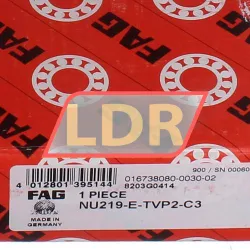 FAG
FAG
LDR
900 / SN 00060
016738080-0030-02
4 012801 395144
8203G0414
1 PIECE
FAG
NU219-E-TVP2-C3
MADE IN
GERMANY